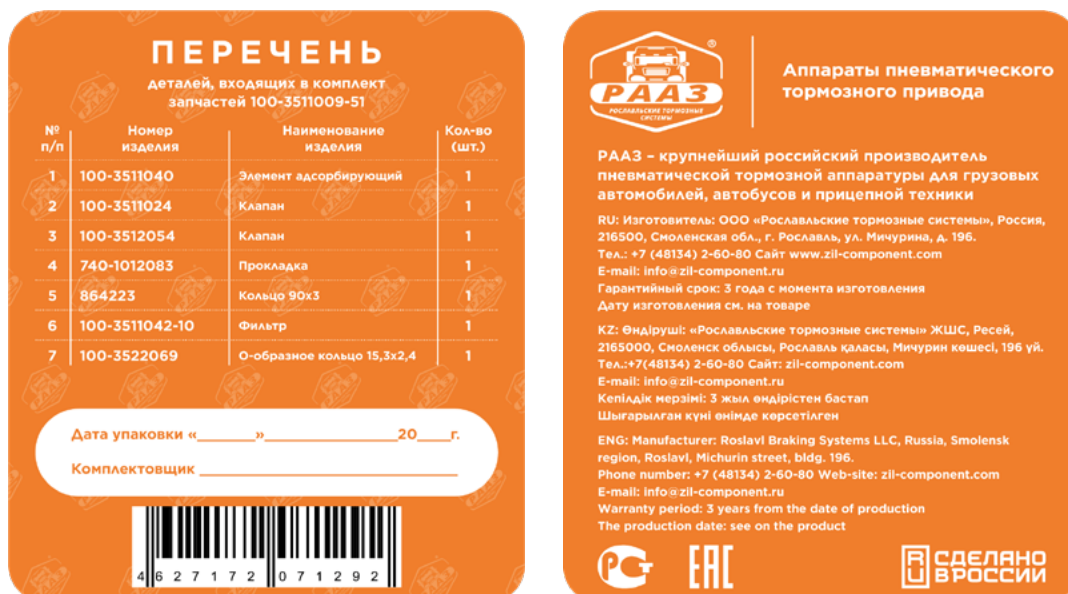 ПЕРЕЧЕНЬ
деталей, входящих в комплект
запчастей 100-3511009-51
№ п/п Номер изделия Наименование изделия Кол-во (шт.)
1 100-3511040 Элемент адсорбирующий 1
2 100-3511024 Клапан 1
3 100-3512054 Клапан 1
4 740-1012083 Прокладка 1
5 864223 Кольцо 90х3 1
6 100-3511042-10 Фильтр 1
7 100-3522069 О-образное кольцо 15,3х2,4 1
Дата упаковки «______»________________20____г.
Комплектовщик ______________________________
4 627172 071292
®
РААЗ
РОСЛАВЛЬСКИЕ ТОРМОЗНЫЕ
СИСТЕМЫ
Аппараты пневматического
тормозного привода
РААЗ – крупнейший российский производитель
пневматической тормозной аппаратуры для грузовых
автомобилей, автобусов и прицепной техники
RU: Изготовитель: ООО «Рославльские тормозные системы», Россия,
216500, Смоленская обл., г. Рославль, ул. Мичурина, д. 196.
Тел.: +7 (48134) 2-60-80 Сайт www.zil-component.com
E-mail: info@zil-component.ru
Гарантийный срок: 3 года с момента изготовления
Дату изготовления см. на товаре
KZ: Өндіруші: «Рославльские тормозные системы» ЖШС, Ресей,
2165000, Смоленск облысы, Рославль қаласы, Мичурин көшесі, 196 үй.
Тел.:+7(48134) 2-60-80 Сайт: zil-component.com
E-mail: info@zil-component.ru
Кепілдік мерзімі: 3 жыл өндірістен бастап
Шығарылған күні өнімде көрсетілген
ENG: Manufacturer: Roslavl Braking Systems LLC, Russia, Smolensk
region, Roslavl, Michurin street, bldg. 196.
Phone number: +7 (48134) 2-60-80 Web-site: zil-component.com
E-mail: info@zil-component.ru
Warranty period: 3 years from the date of production
The production date: see on the product
РСТ
EAC
RU
СДЕЛАНО
В РОССИИ